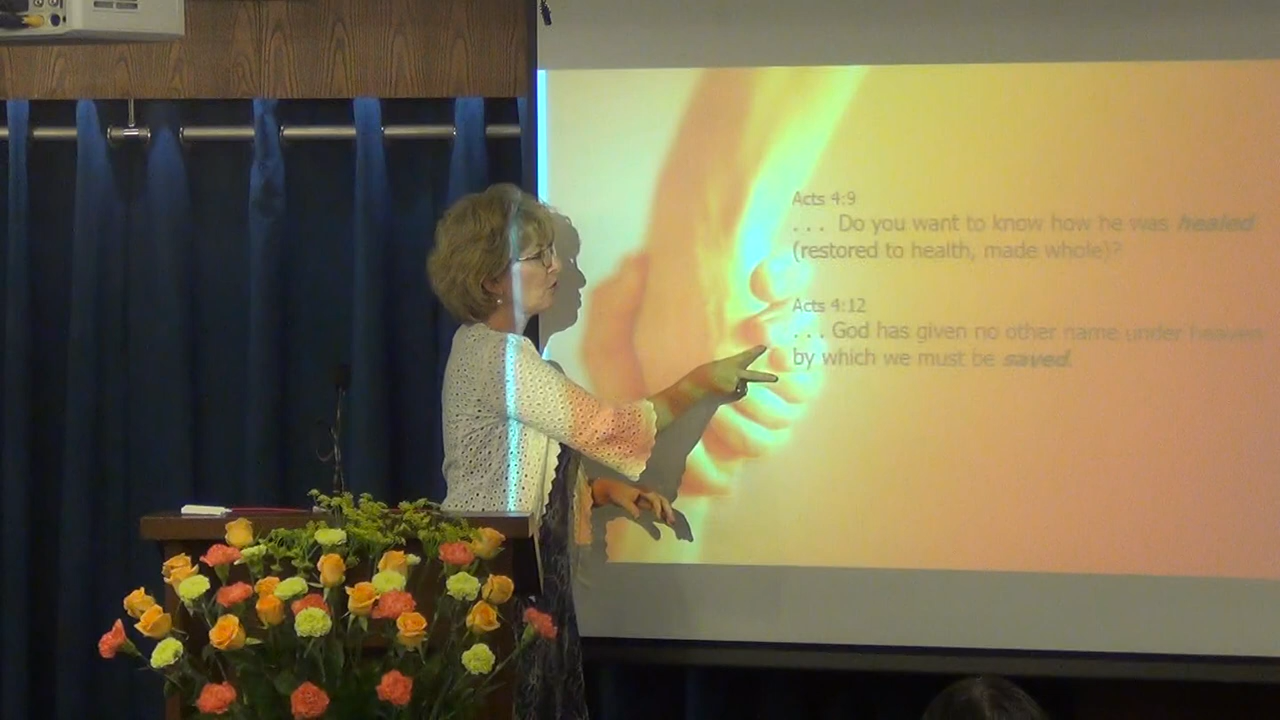 Acts 4:9
. . . Do you want to know how he was healed
(restored to health, made whole)?
Acts 4:12
. . . God has given no other name under heaven
by which we must be saved.